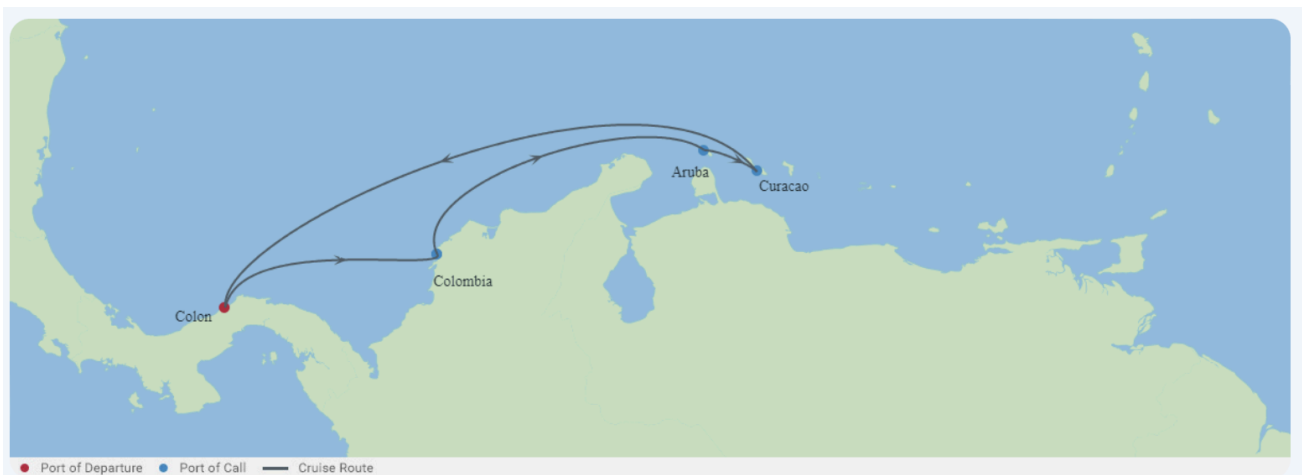 Aruba
Curacao
Colombia
Colon
Port of Departure
Port of Call
Cruise Route